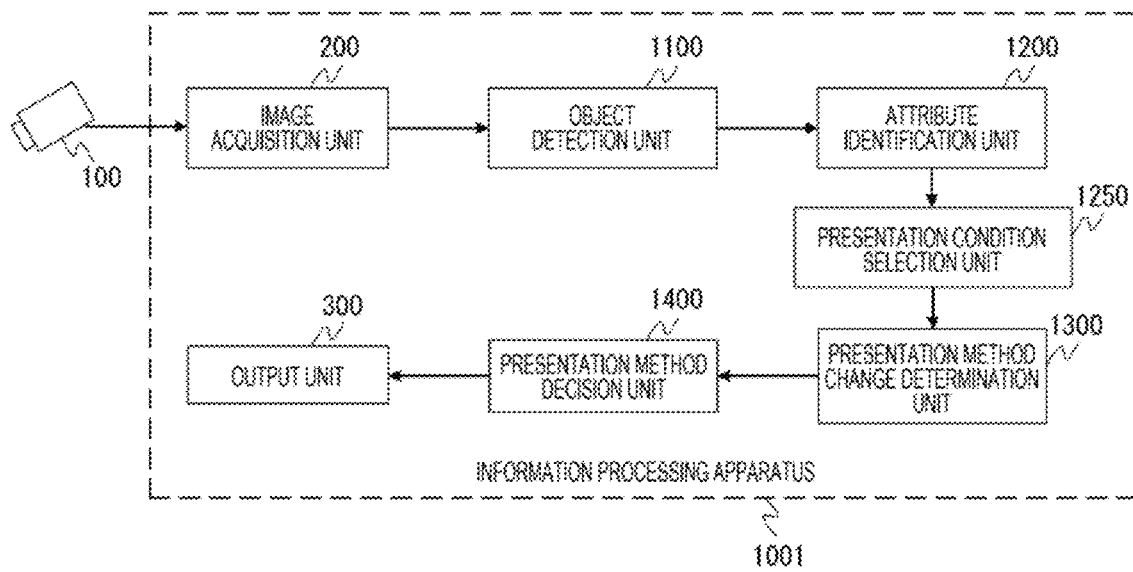 200
1100
1200
IMAGE
ACQUISITION UNIT
OBJECT
DETECTION UNIT
ATTRIBUTE
IDENTIFICATION UNIT
100
1250
PRESENTATION CONDITION
SELECTION UNIT
300
1400
1300
OUTPUT UNIT
PRESENTATION METHOD
DECISION UNIT
PRESENTATION METHOD
CHANGE DETERMINATION
UNIT
INFORMATION PROCESSING APPARATUS
1001